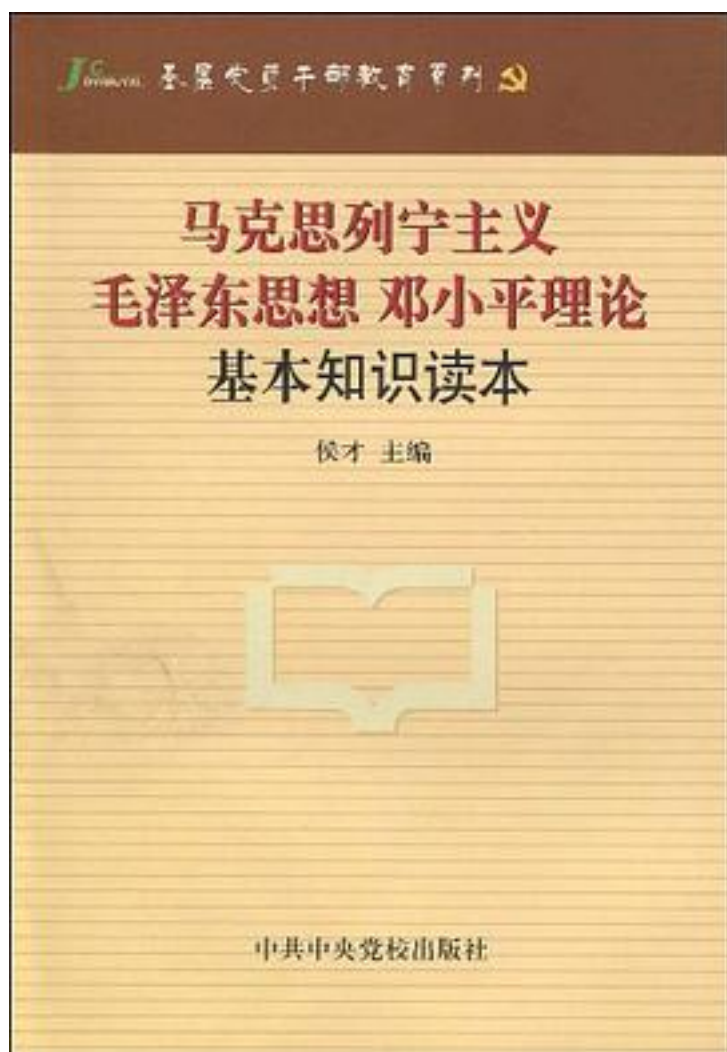 基层党员干部教育系列
马克思列宁主义
毛泽东思想 邓小平理论
基本知识读本
侯才 主编
中共中央党校出版社